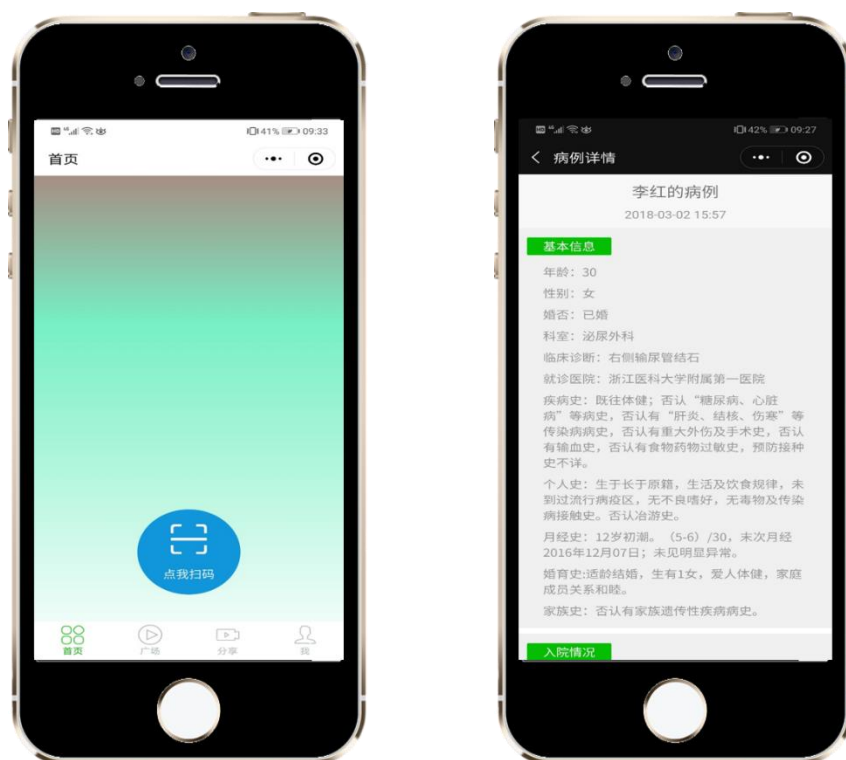 41% 09:33
首页
点我扫码
首页
广场
分享
我
42% 09:27
病例详情
李红的病例
2018-03-02 15:57
基本信息
年龄：30
性别：女
婚否：已婚
科室：泌尿外科
临床诊断：右侧输尿管结石
就诊医院：浙江医科大学附属第一医院
疾病史：既往体健；否认“糖尿病、心脏
病”等病史，否认有“肝炎、结核、伤寒”等
传染病病史，否认有重大外伤及手术史，否认
有输血史，否认有食物药物过敏史，预防接种
史不详。
个人史：生于长于原籍，生活及饮食规律，未
到过流行病疫区，无不良嗜好，无毒物及传染
病接触史。否认冶游史。
月经史：12岁初潮。（5-6）/30，末次月经
2016年12月07日；未见明显异常。
婚育史:适龄结婚，生有1女，爱人体健，家庭
成员关系和睦。
家族史：否认有家族遗传性疾病病史。
入院情况